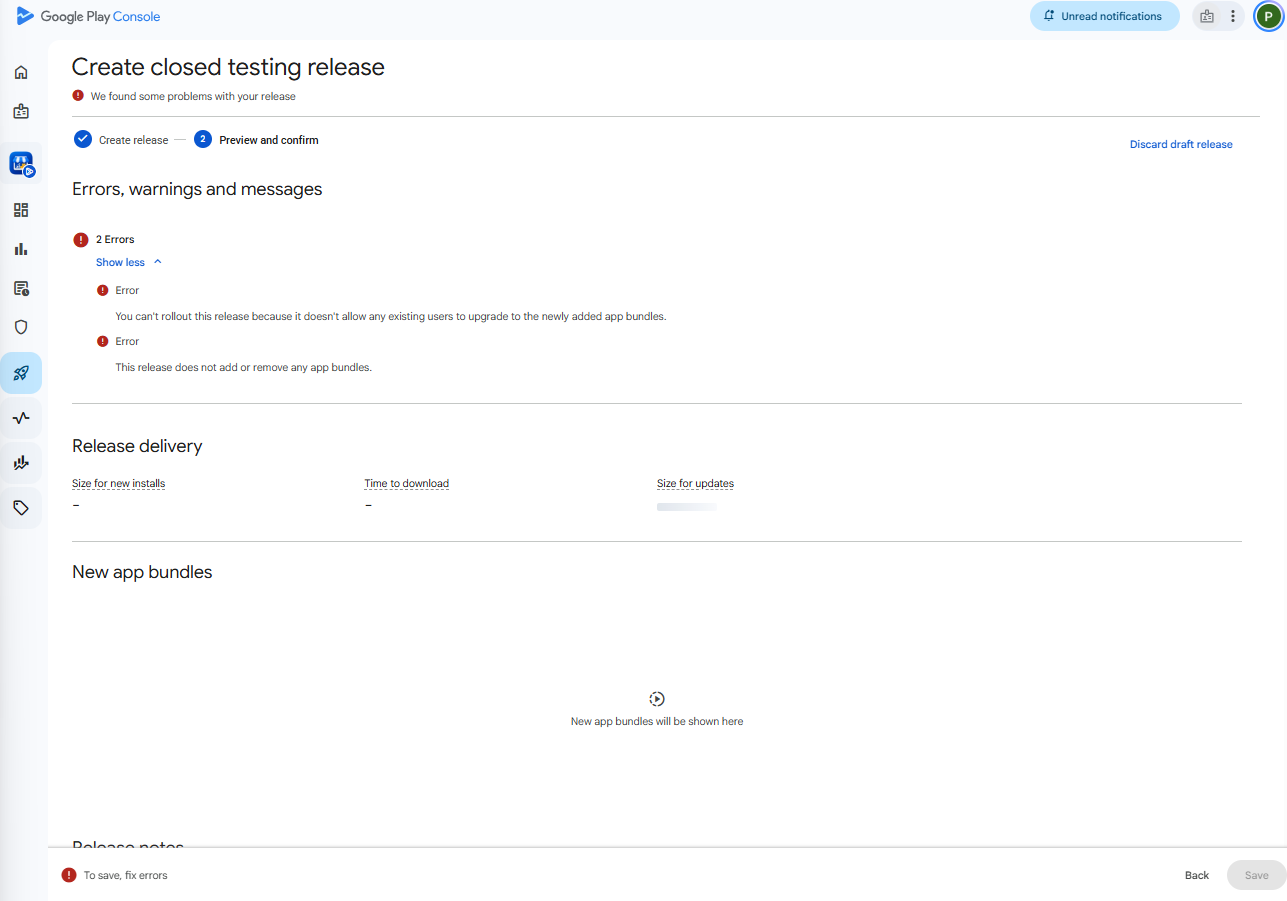 Google Play Console
Unread notifications
P
Create closed testing release
We found some problems with your release
Create release
2
Preview and confirm
Discard draft release
Errors, warnings and messages
2 Errors
Show less
Error
You can't rollout this release because it doesn't allow any existing users to upgrade to the newly added app bundles.
Error
This release does not add or remove any app bundles.
Release delivery
Size for new installs
Time to download
Size for updates
–
–
New app bundles
New app bundles will be shown here
Release notes
To save, fix errors
Back
Save